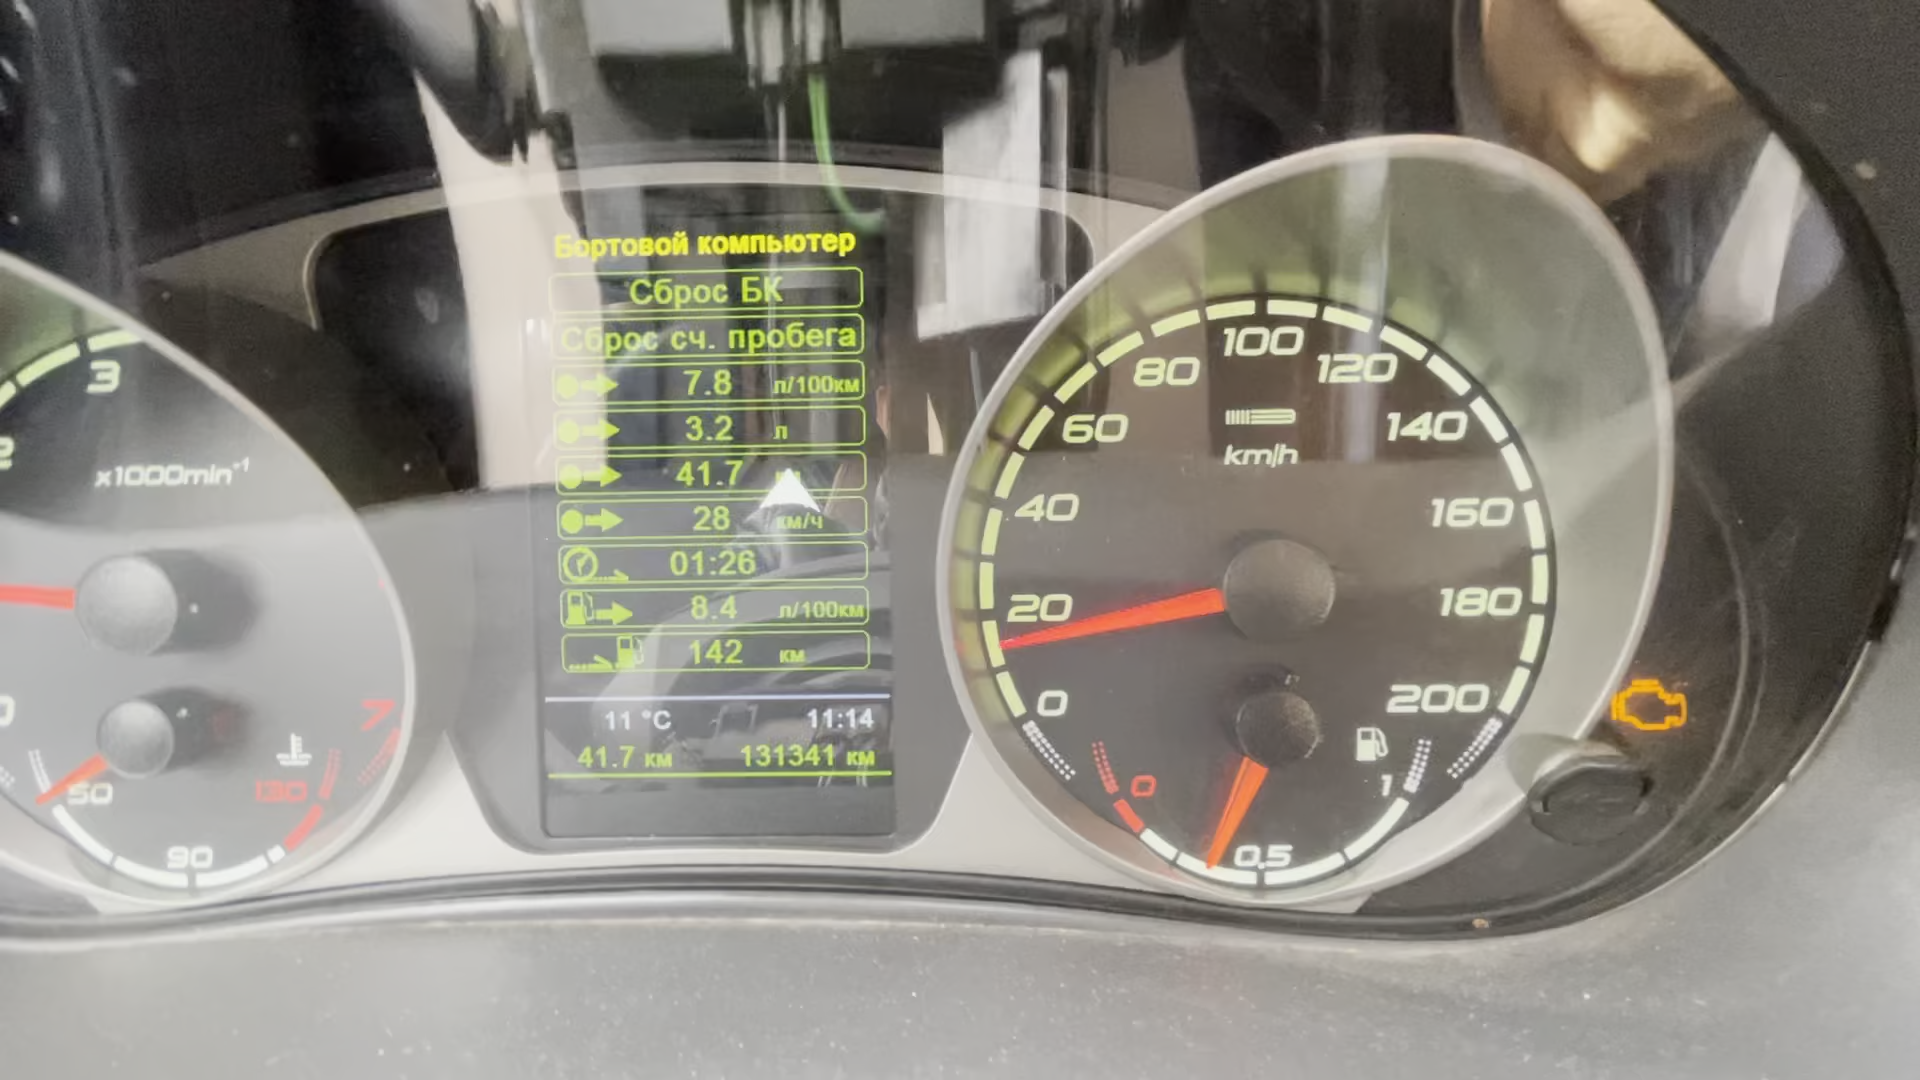 Бортовой компьютер
Сброс БК
Сброс сч. пробега
7.8 л/100км
3.2 л
41.7
28 км/ч
01:26
8.4 л/100км
142 км
11 °C 11:14
41.7 км 131341 км
2
3
x1000min⁻¹
0
7
50
90
130
0
20
40
60
80
100
120
140
160
180
200
km/h
0
0,5
1